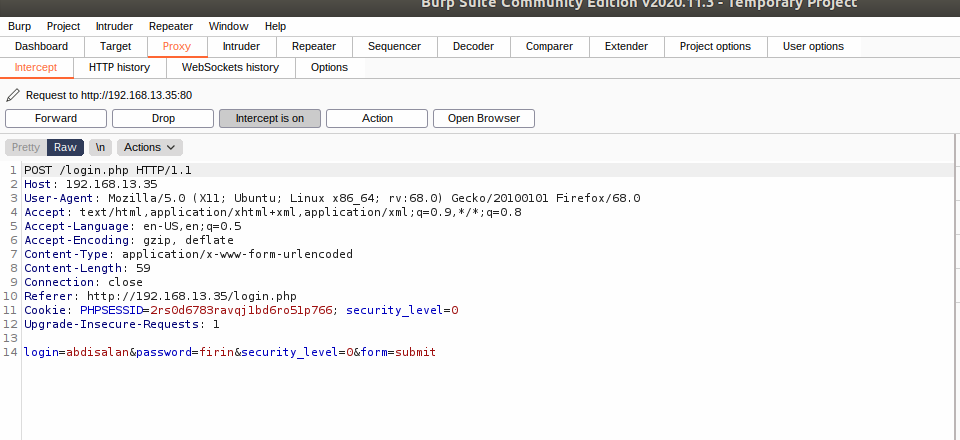 Burp Suite Community Edition v2020.11.3 - Temporary Project
Burp Project Intruder Repeater Window Help
Dashboard Target Proxy Intruder Repeater Sequencer Decoder Comparer Extender Project options User options
Intercept HTTP history WebSockets history Options
Request to http://192.168.13.35:80
Forward Drop Intercept is on Action Open Browser
Pretty Raw \n Actions
1 POST /login.php HTTP/1.1
2 Host: 192.168.13.35
3 User-Agent: Mozilla/5.0 (X11; Ubuntu; Linux x86_64; rv:68.0) Gecko/20100101 Firefox/68.0
4 Accept: text/html,application/xhtml+xml,application/xml;q=0.9,*/*;q=0.8
5 Accept-Language: en-US,en;q=0.5
6 Accept-Encoding: gzip, deflate
7 Content-Type: application/x-www-form-urlencoded
8 Content-Length: 59
9 Connection: close
10 Referer: http://192.168.13.35/login.php
11 Cookie: PHPSESSID=2rs0d6783ravqj1bd6ro51p766; security_level=0
12 Upgrade-Insecure-Requests: 1
13
14 login=abdisalan&password=firin&security_level=0&form=submit